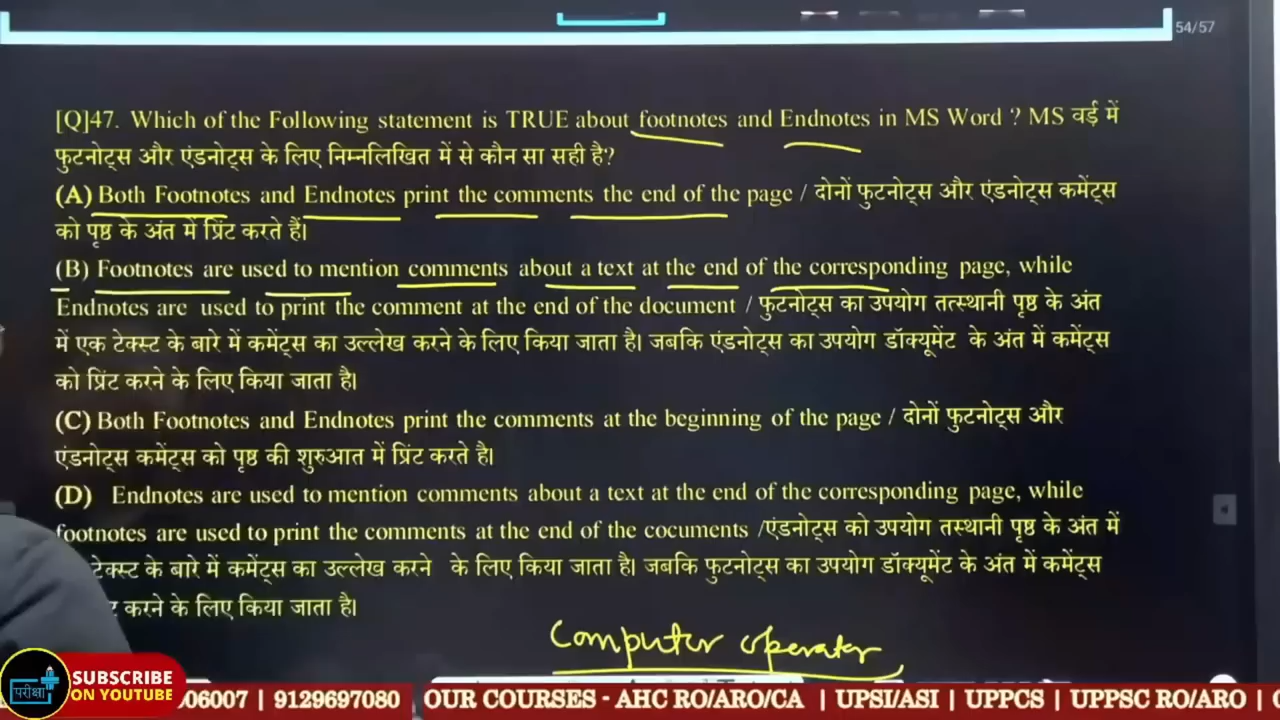 54/57
[Q]47. Which of the Following statement is TRUE about footnotes and Endnotes in MS Word ? MS वर्ड में
फुटनोट्स और एंडनोट्स के लिए निम्नलिखित में से कौन सा सही है?
(A) Both Footnotes and Endnotes print the comments the end of the page / दोनों फुटनोट्स और एंडनोट्स कमेंट्स
को पृष्ठ के अंत में प्रिंट करते हैं।
(B) Footnotes are used to mention comments about a text at the end of the corresponding page, while
Endnotes are used to print the comment at the end of the document / फुटनोट्स का उपयोग तत्स्थानी पृष्ठ के अंत
में एक टेक्स्ट के बारे में कमेंट्स का उल्लेख करने के लिए किया जाता है। जबकि एंडनोट्स का उपयोग डॉक्यूमेंट के अंत में कमेंट्स
को प्रिंट करने के लिए किया जाता है।
(C) Both Footnotes and Endnotes print the comments at the beginning of the page / दोनों फुटनोट्स और
एंडनोट्स कमेंट्स को पृष्ठ की शुरुआत में प्रिंट करते है।
(D) Endnotes are used to mention comments about a text at the end of the corresponding page, while
footnotes are used to print the comments at the end of the cocuments /एंडनोट्स को उपयोग तस्थानी पृष्ठ के अंत में
टेक्स्ट के बारे में कमेंट्स का उल्लेख करने के लिए किया जाता है। जबकि फुटनोट्स का उपयोग डॉक्यूमेंट के अंत में कमेंट्स
करने के लिए किया जाता है।
Computer operator
परीक्षा
SUBSCRIBE
ON YOUTUBE
06007 | 9129697080 | OUR COURSES - AHC RO/ARO/CA | UPSI/ASI | UPPCS | UPPSC RO/ARO |